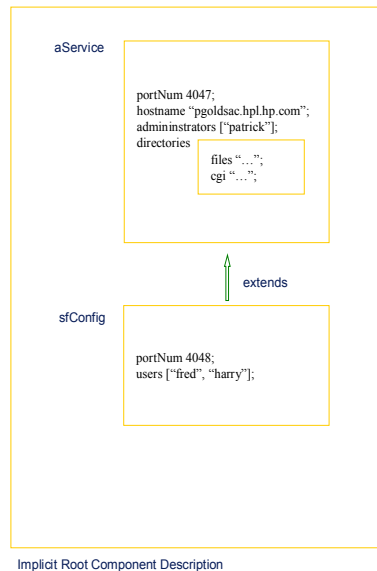 aService
portNum 4047;
hostname “pgoldsac.hpl.hp.com”;
admininstrators [“patrick”];
directories
files “…”;
cgi “…”;
extends
sfConfig
portNum 4048;
users [“fred”, “harry”];
Implicit Root Component Description